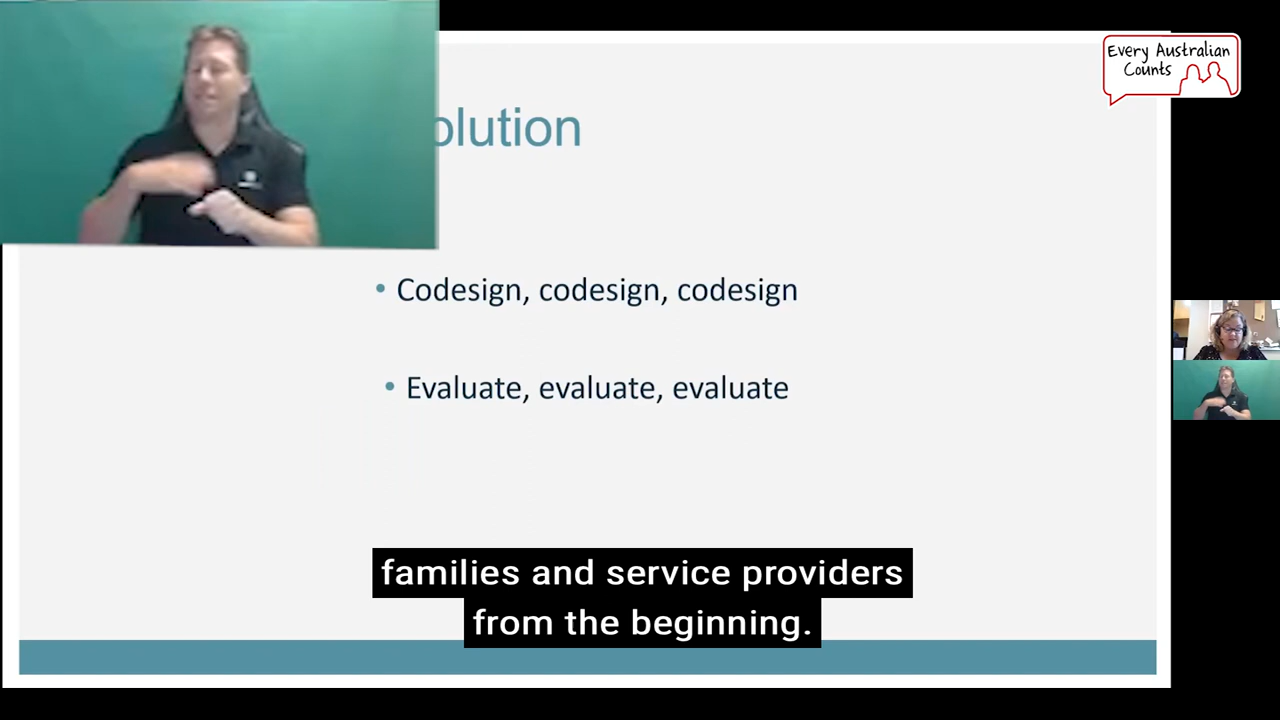 Every Australian
Counts
olution
• Codesign, codesign, codesign
• Evaluate, evaluate, evaluate
families and service providers
from the beginning.